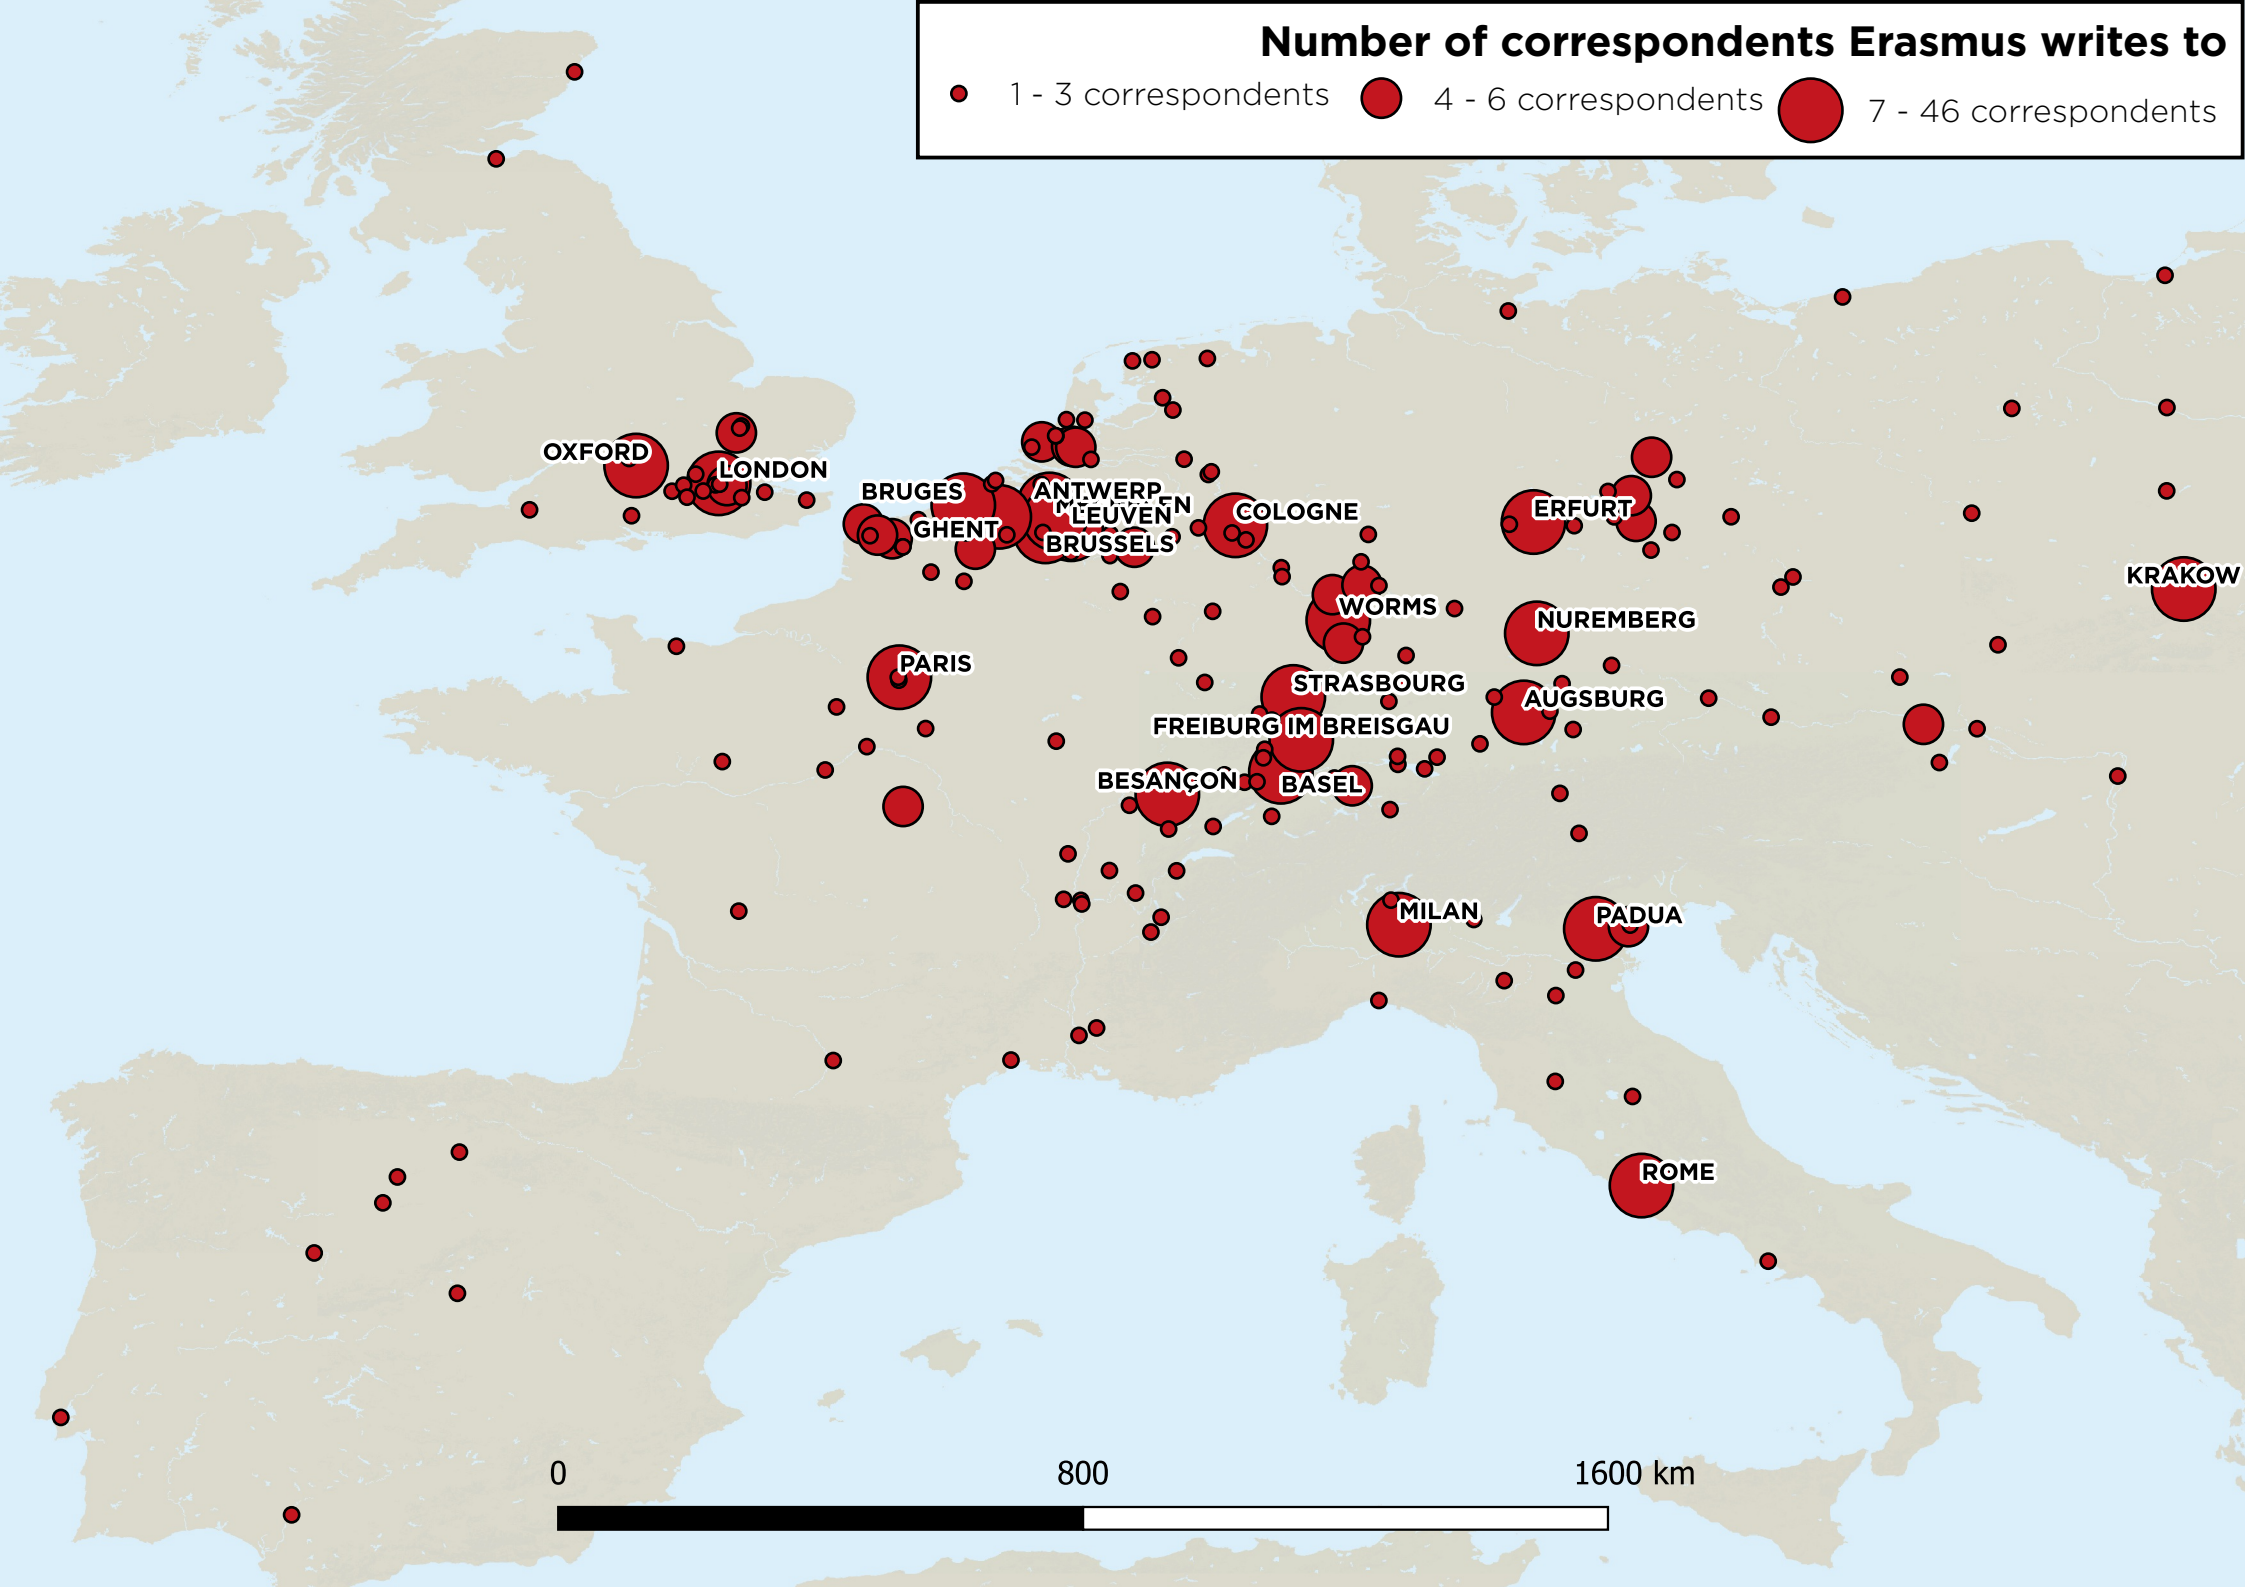 Number of correspondents Erasmus writes to
1 - 3 correspondents
4 - 6 correspondents
7 - 46 correspondents
OXFORD
LONDON
BRUGES
ANTWERP
LEUVEN
GHENT
BRUSSELS
COLOGNE
ERFURT
KRAKOW
WORMS
NUREMBERG
PARIS
STRASBOURG
AUGSBURG
FREIBURG IM BREISGAU
BESANÇON
BASEL
MILAN
PADUA
ROME
0
800
1600 km